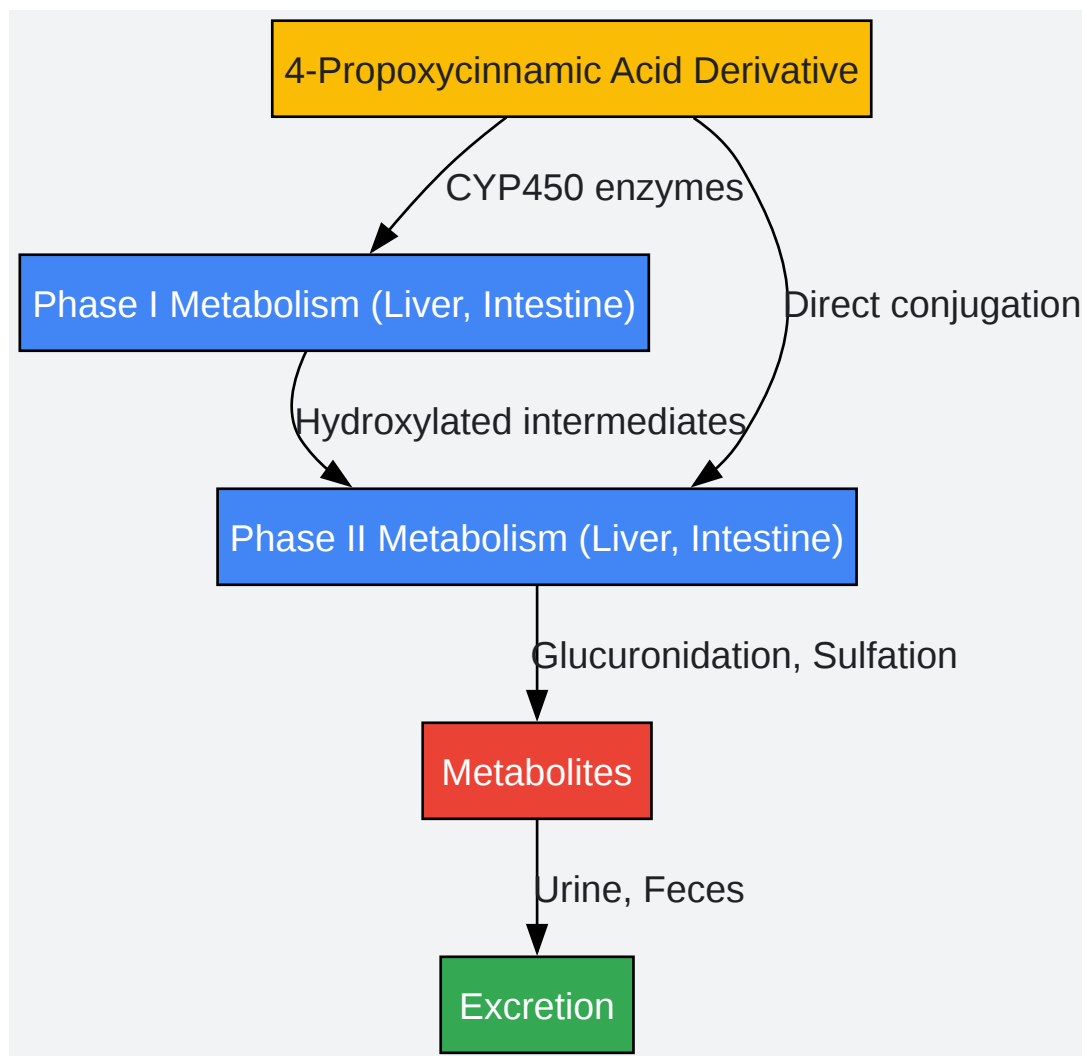 4-Propoxycinnamic Acid Derivative
CYP450 enzymes
Phase I Metabolism (Liver, Intestine)
Direct conjugation
Hydroxylated intermediates
Phase II Metabolism (Liver, Intestine)
Glucuronidation, Sulfation
Metabolites
Urine, Feces
Excretion